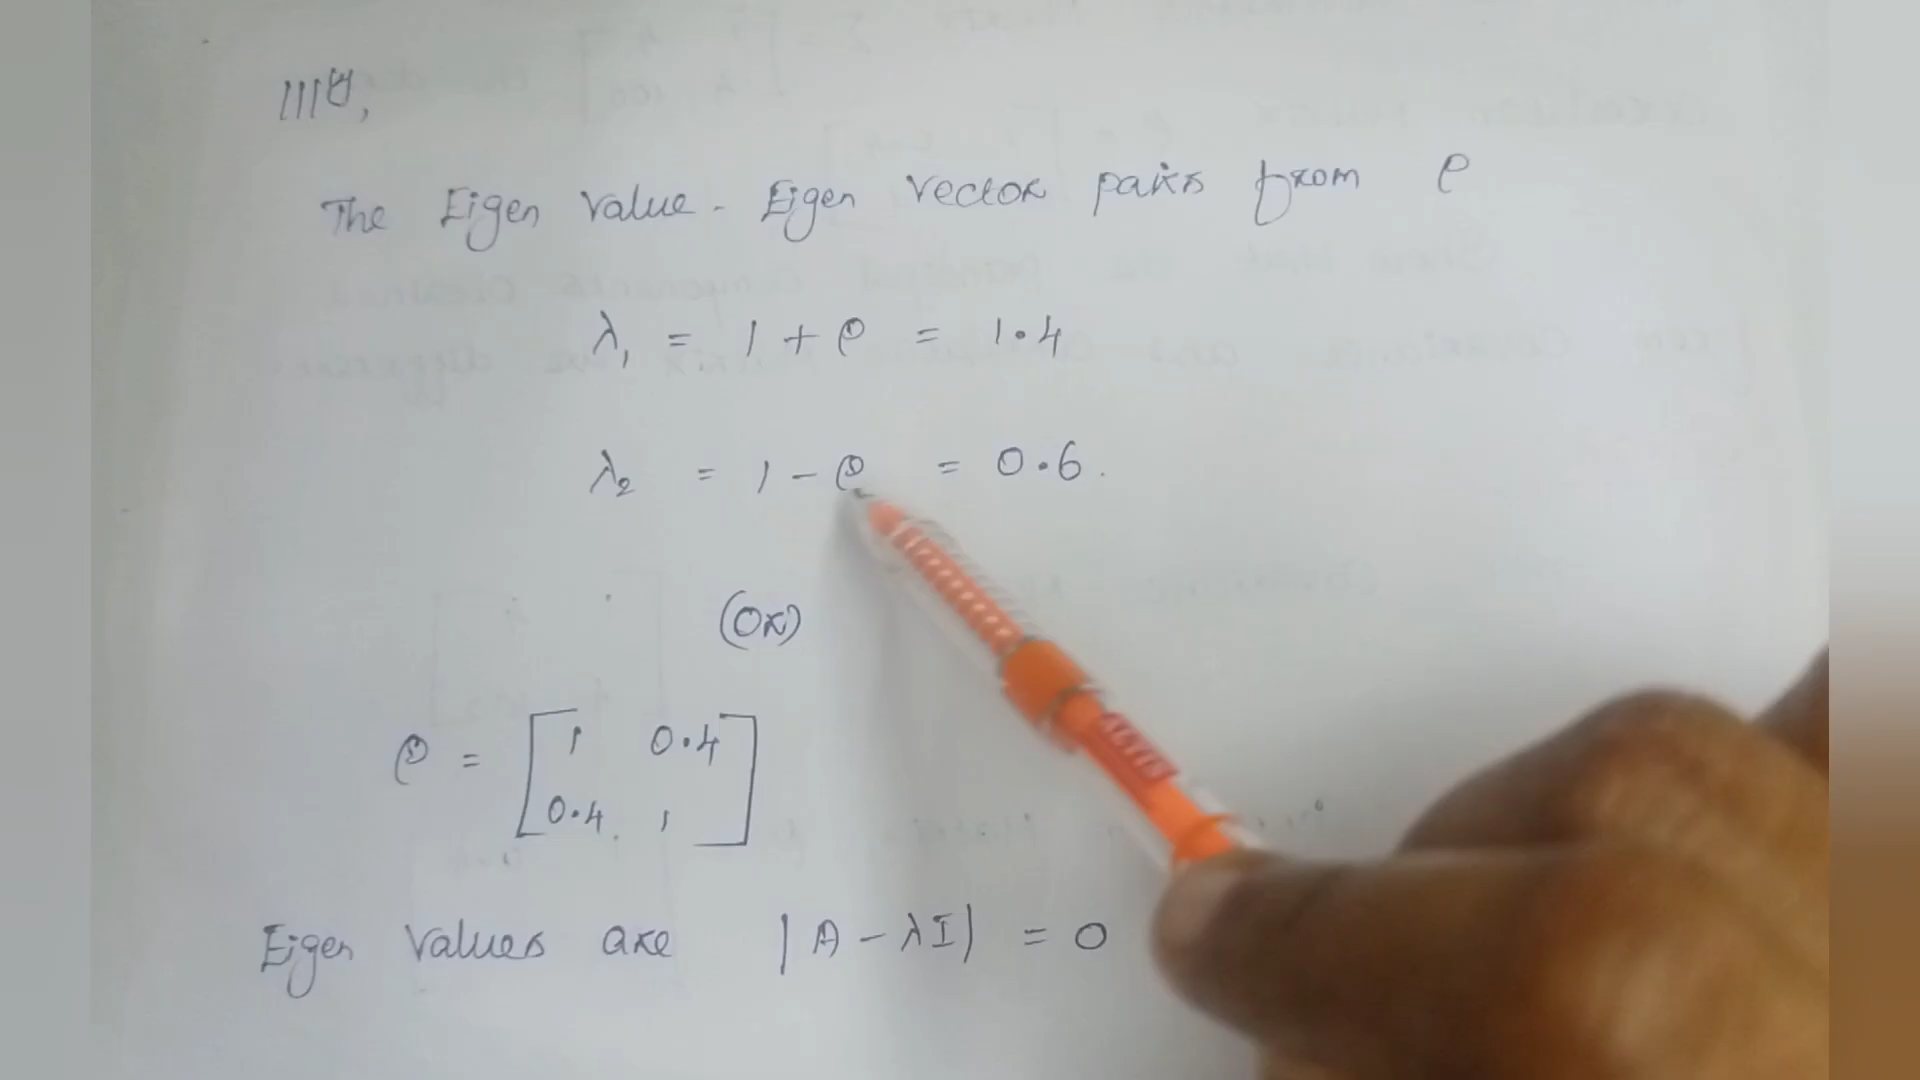 IIIly,
The Eigen value - Eigen vector pairs from ρ
λ₁ = 1 + ρ = 1.4
λ₂ = 1 - ρ = 0.6.
(Or)
ρ = [ 1 0.4
0.4 1 ]
Eigen values are |A - λI| = 0